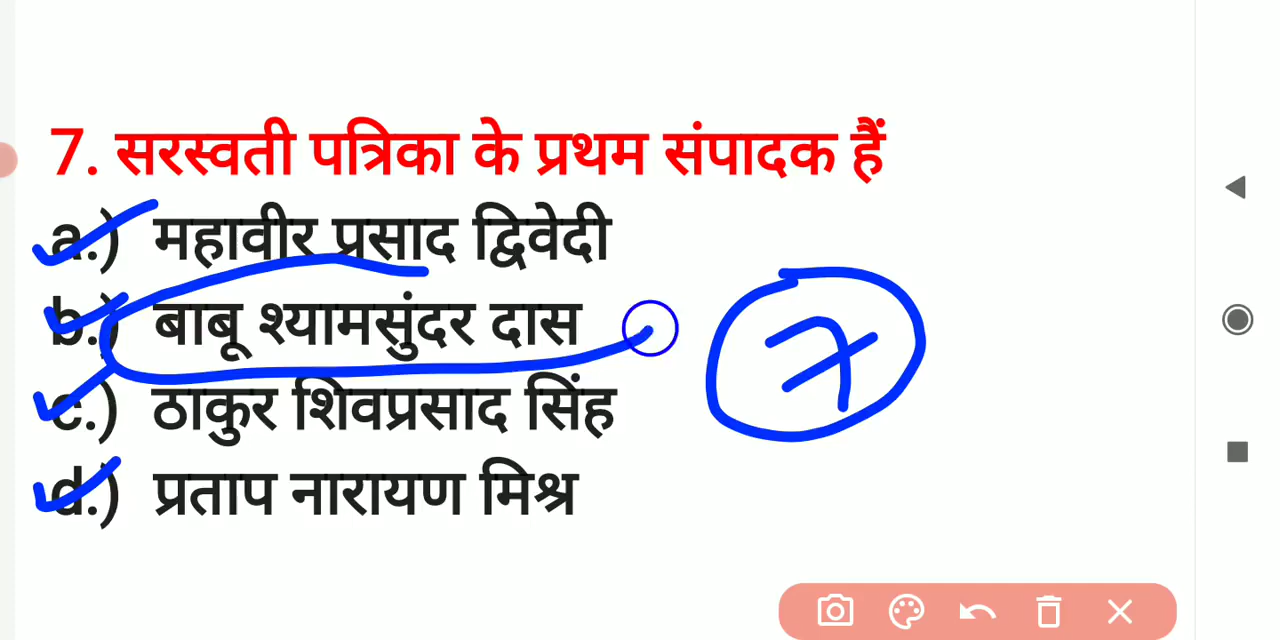 7. सरस्वती पत्रिका के प्रथम संपादक हैं
a.) महावीर प्रसाद द्विवेदी
b.) बाबू श्यामसुंदर दास
7
c.) ठाकुर शिवप्रसाद सिंह
d.) प्रताप नारायण मिश्र